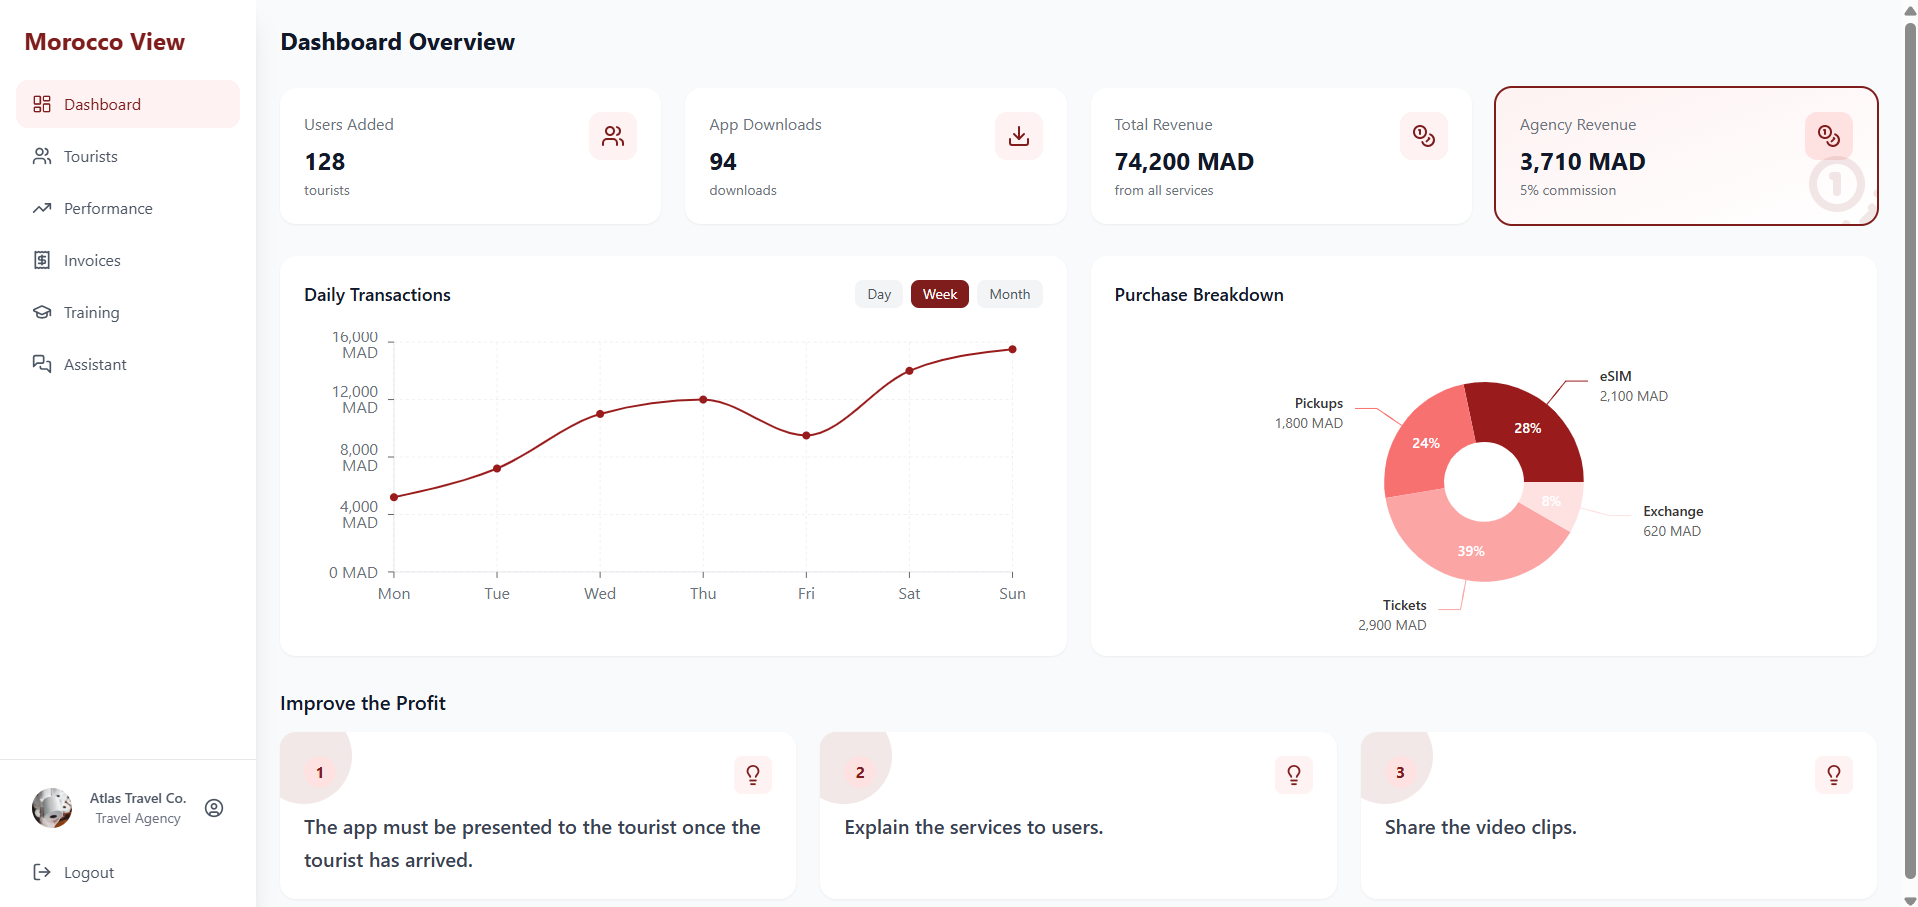 Morocco View
Dashboard
Tourists
Performance
Invoices
Training
Assistant
Atlas Travel Co.
Travel Agency
Logout
Dashboard Overview
Users Added
128
tourists
App Downloads
94
downloads
Total Revenue
74,200 MAD
from all services
Agency Revenue
3,710 MAD
5% commission
Daily Transactions
Day
Week
Month
16,000
MAD
12,000
MAD
8,000
MAD
4,000
MAD
0 MAD
Mon
Tue
Wed
Thu
Fri
Sat
Sun
Purchase Breakdown
eSIM
2,100 MAD
Pickups
1,800 MAD
28%
24%
8%
Exchange
620 MAD
39%
Tickets
2,900 MAD
Improve the Profit
1
The app must be presented to the tourist once the
tourist has arrived.
2
Explain the services to users.
3
Share the video clips.